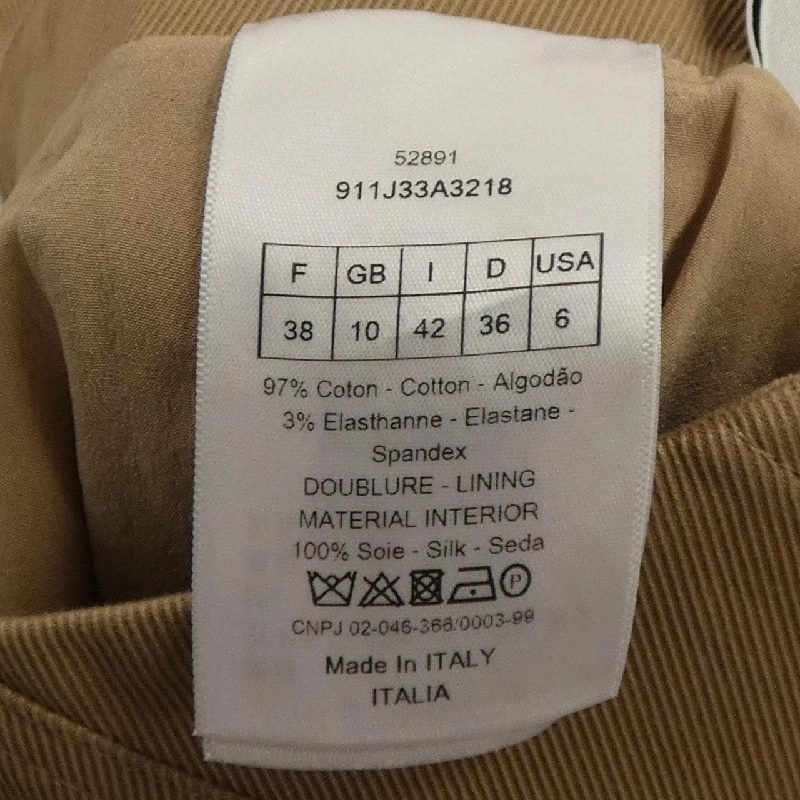 52891
911J33A3218
F GB I D USA
38 10 42 36 6
97% Coton - Cotton - Algodão
3% Elasthanne - Elastane -
Spandex
DOUBLURE - LINING
MATERIAL INTERIOR
100% Soie - Silk - Seda
P
CNPJ 02-046-366/0003-99
Made In ITALY
ITALIA